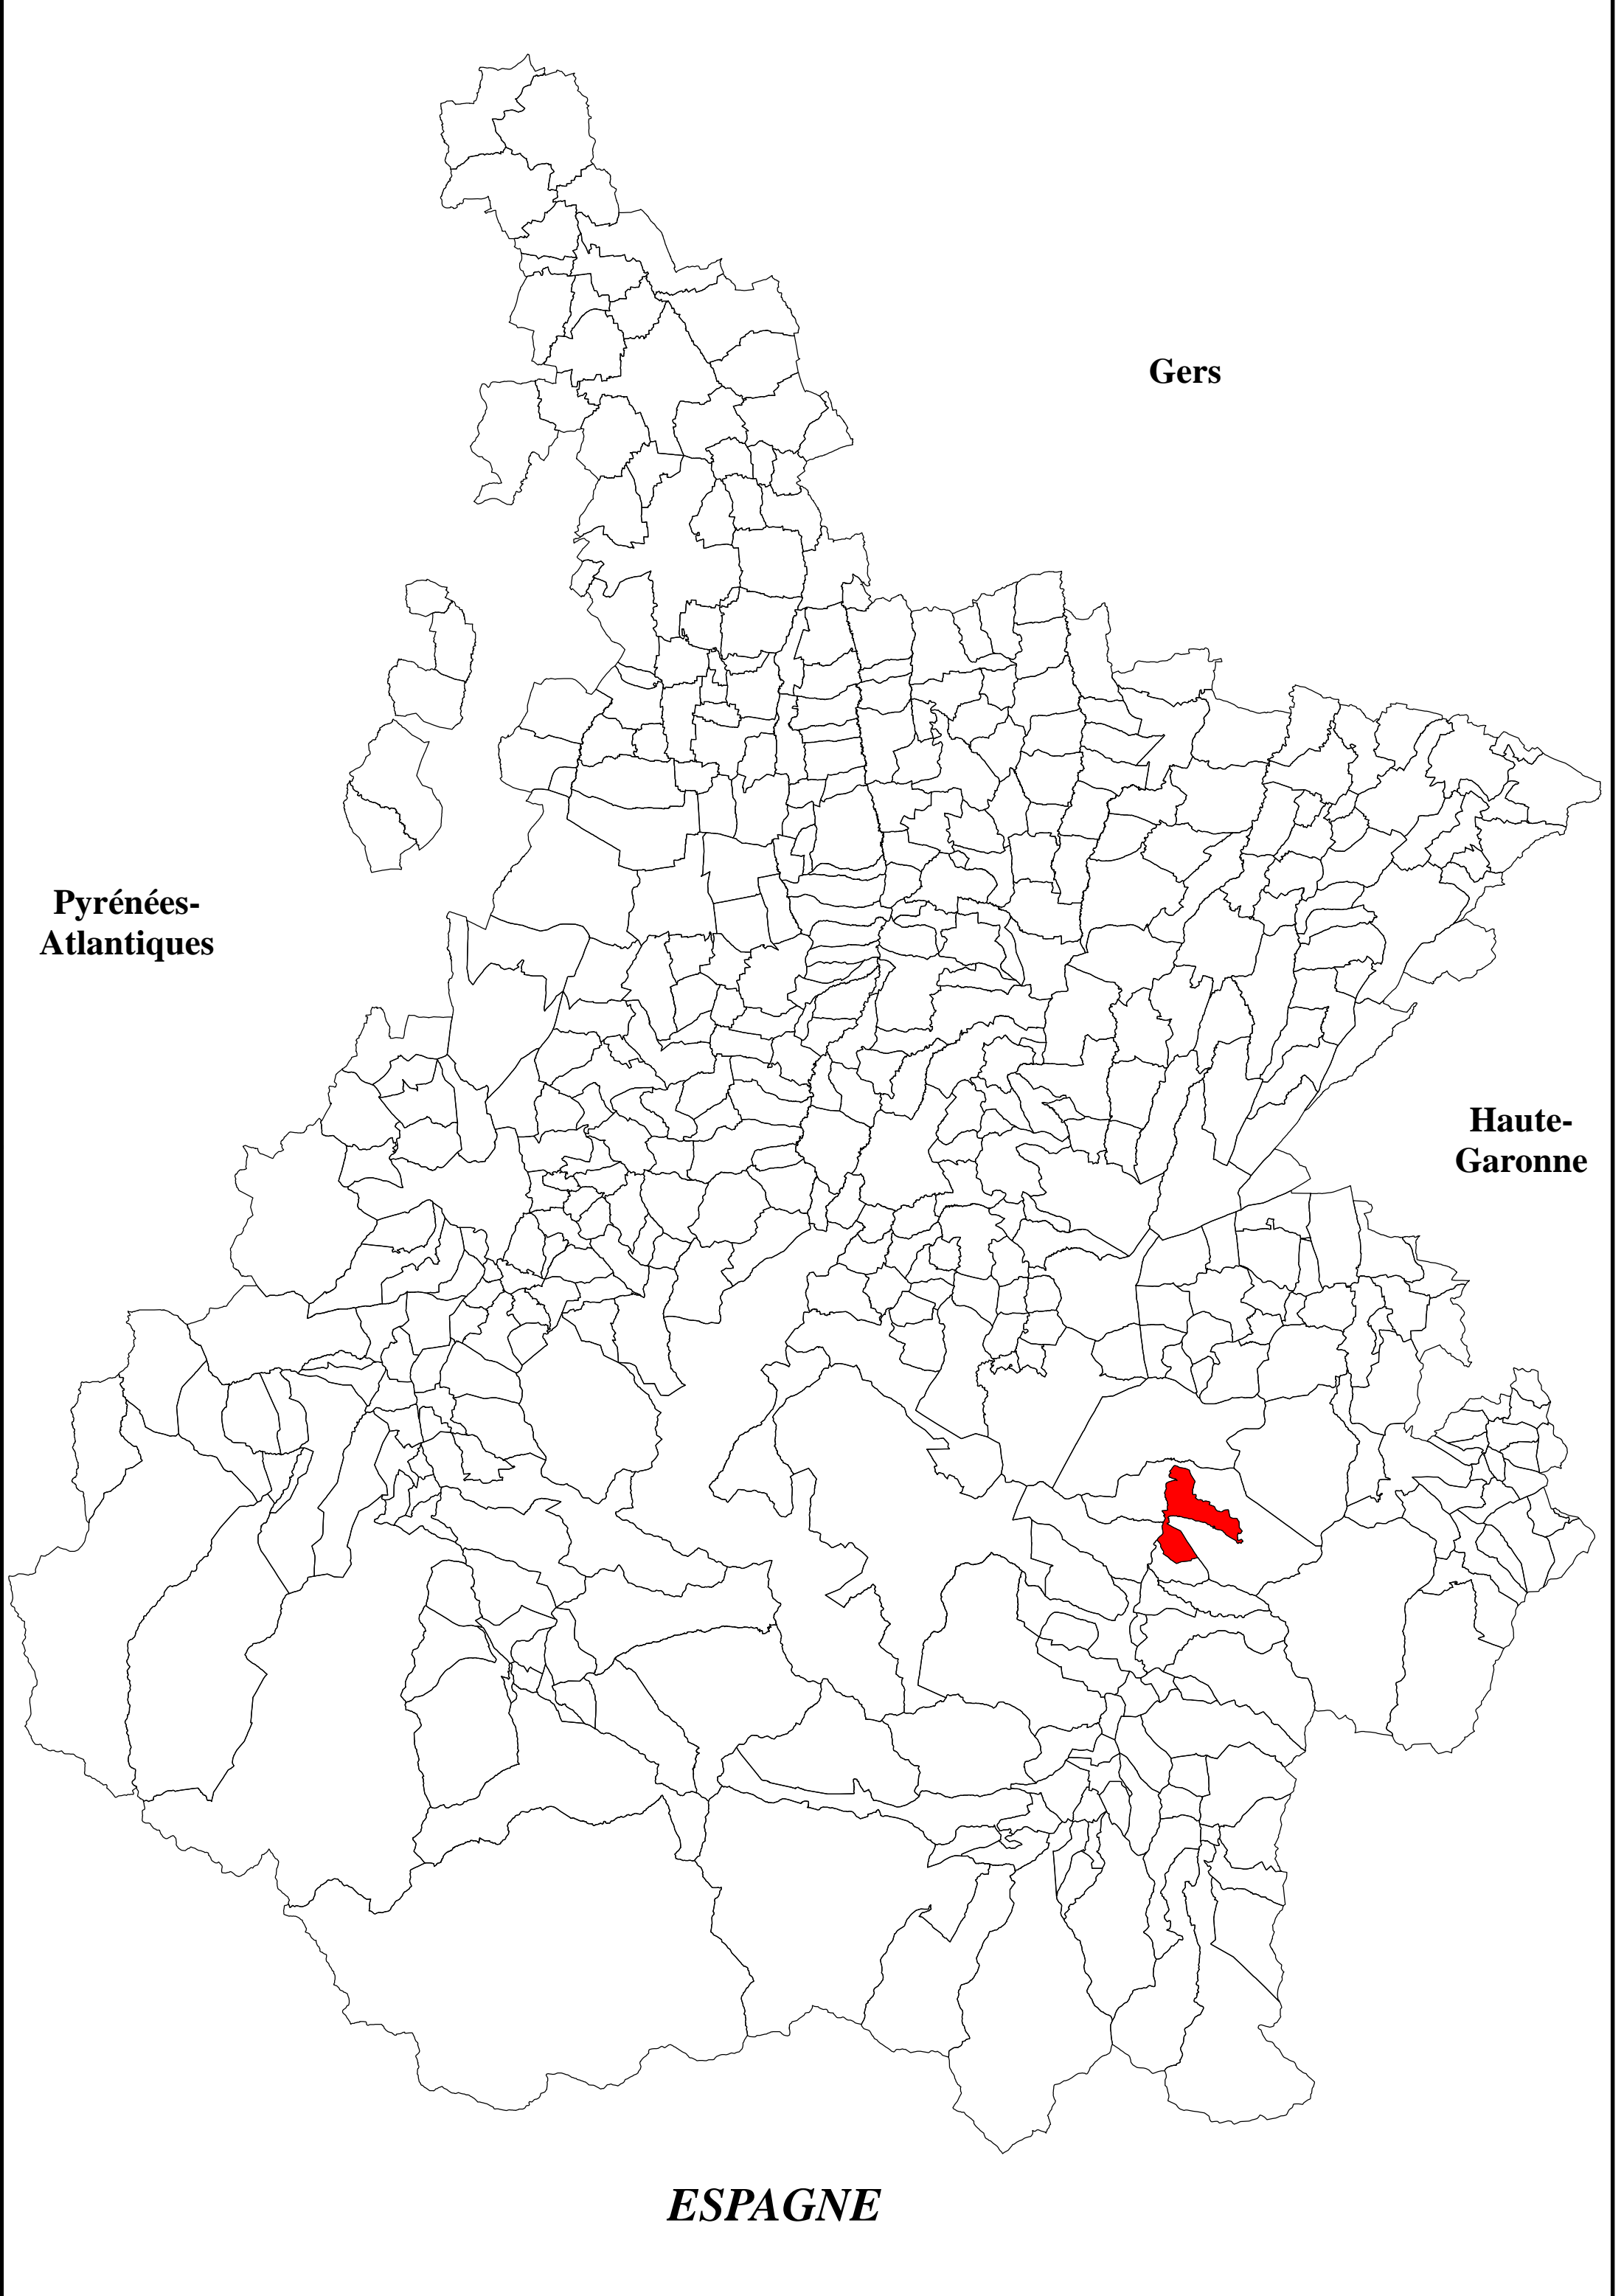 Gers
Pyrénées-
Atlantiques
Haute-
Garonne
ESPAGNE